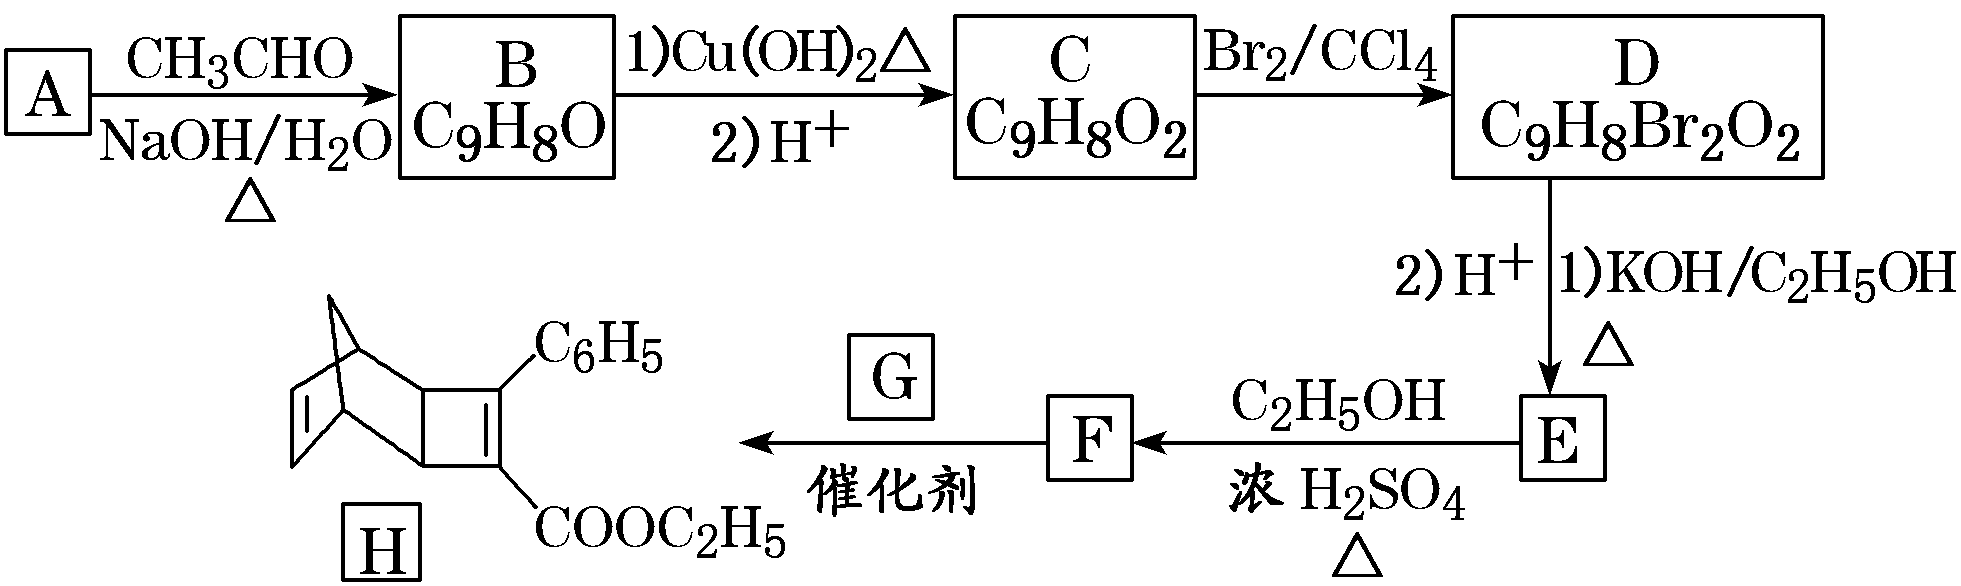 A
CH3CHO
NaOH/H2O
△
B
C9H8O
1)Cu(OH)2△
2)H+
C
C9H8O2
Br2/CCl4
D
C9H8Br2O2
2)H+
1)KOH/C2H5OH
△
E
C2H5OH
浓 H2SO4
△
F
G
催化剂
C6H5
COOC2H5
H